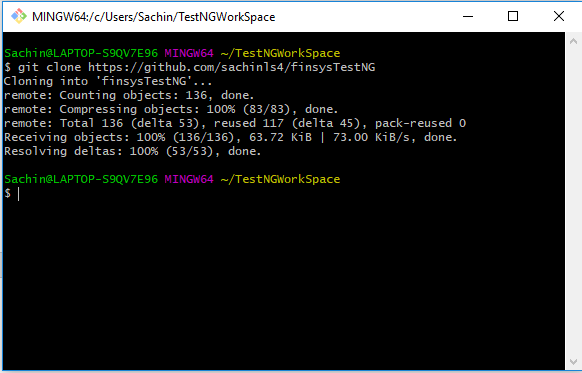 MINGW64:/c/Users/Sachin/TestNGWorkSpace
Sachin@LAPTOP-S9QV7E96 MINGW64 ~/TestNGWorkSpace
$ git clone https://github.com/sachinls4/finsysTestNG
Cloning into 'finsysTestNG'...
remote: Counting objects: 136, done.
remote: Compressing objects: 100% (83/83), done.
remote: Total 136 (delta 53), reused 117 (delta 45), pack-reused 0
Receiving objects: 100% (136/136), 63.72 KiB | 73.00 KiB/s, done.
Resolving deltas: 100% (53/53), done.
Sachin@LAPTOP-S9QV7E96 MINGW64 ~/TestNGWorkSpace
$